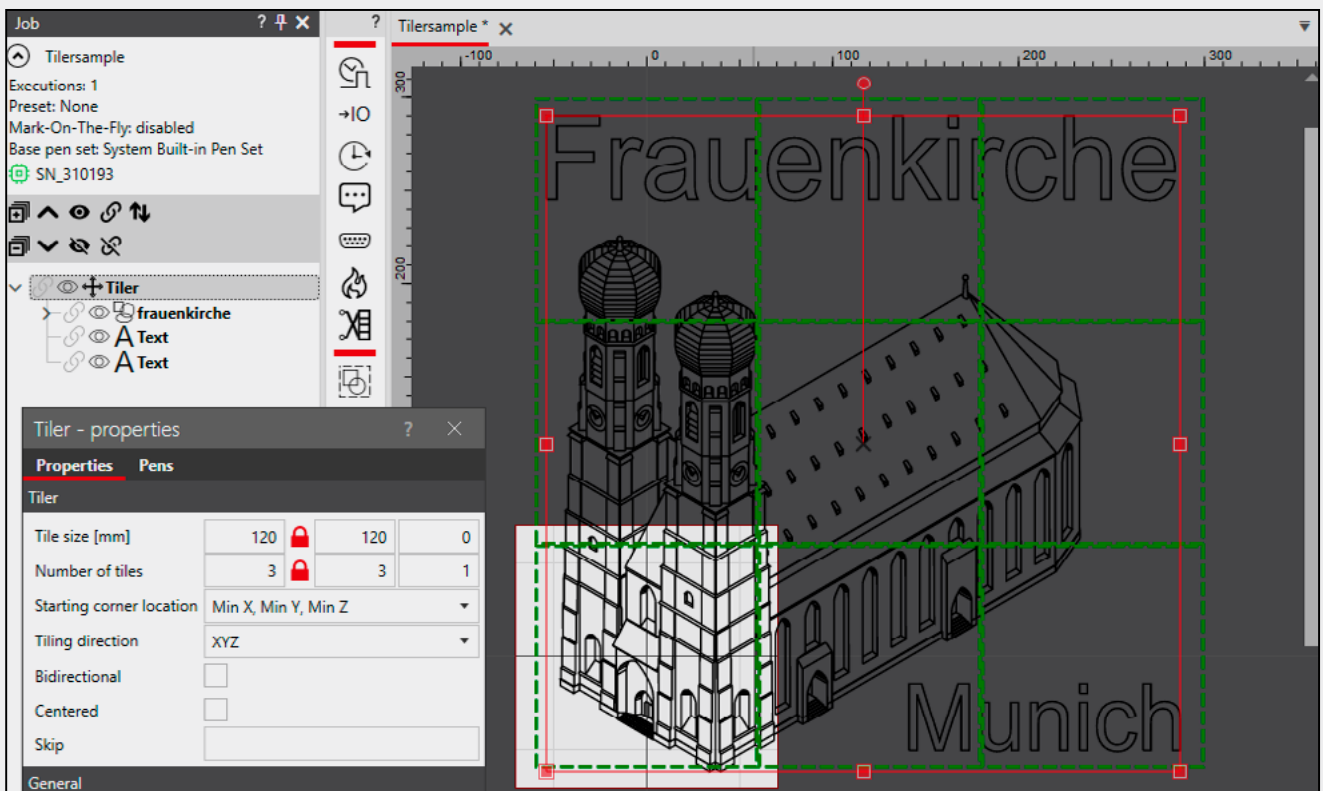 Job ?
Tilersample
Executions: 1
Preset: None
Mark-On-The-Fly: disabled
Base pen set: System Built-in Pen Set
SN_310193
Tiler
frauenkirche
A Text
A Text
?
→IO
Tilersample *
-100 0 100 200 300
300
200
Frauenkirche
Munich
Tiler - properties ?
Properties Pens
Tiler
Tile size [mm] 120 120 0
Number of tiles 3 3 1
Starting corner location Min X, Min Y, Min Z
Tiling direction XYZ
Bidirectional
Centered
Skip
General